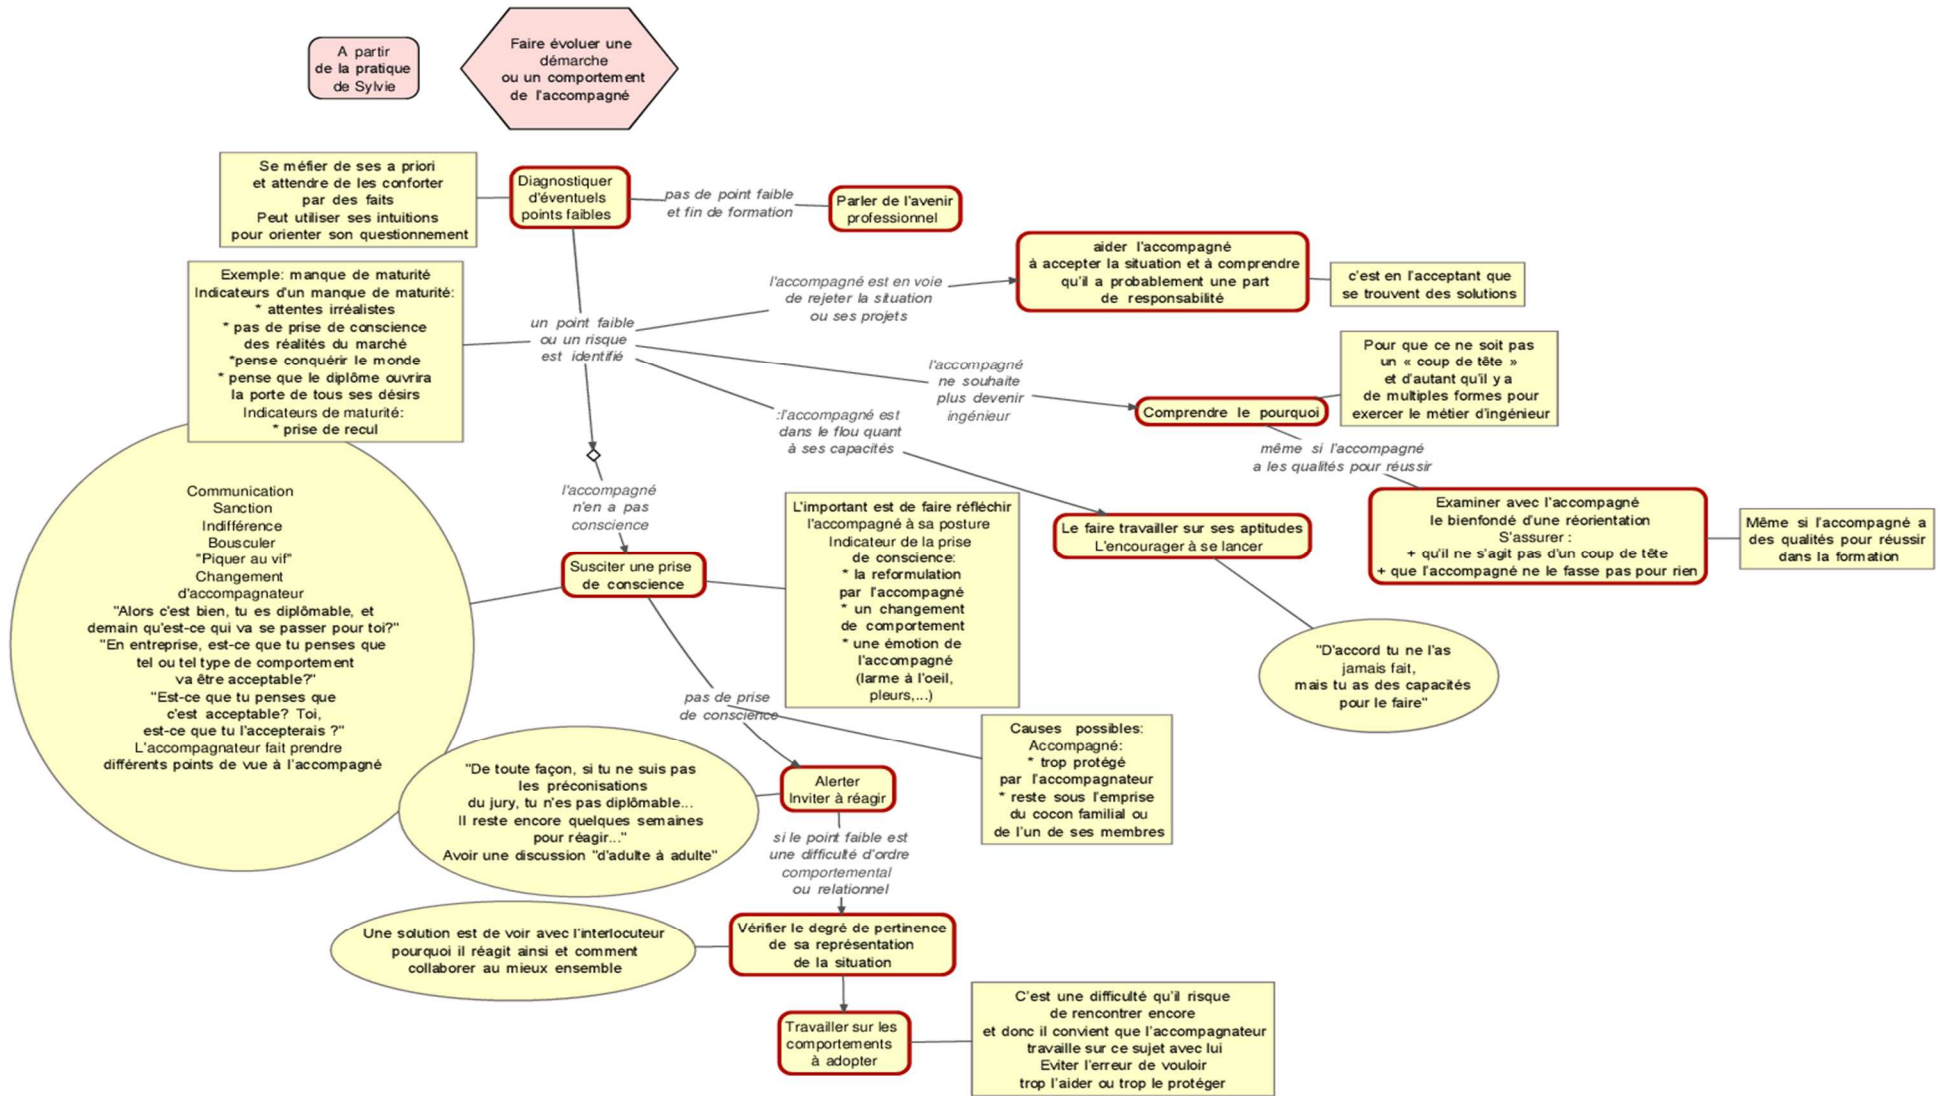 A partir
de la pratique
de Sylvie
Faire évoluer une
démarche
ou un comportement
de l'accompagné
Se méfier de ses a priori
et attendre de les conforter
par des faits
Peut utiliser ses intuitions
pour orienter son questionnement
Diagnostiquer
d'éventuels
points faibles
pas de point faible
et fin de formation
Parler de l'avenir
professionnel
Exemple: manque de maturité
Indicateurs d'un manque de maturité:
* attentes irréalistes
* pas de prise de conscience
des réalités du marché
*pense conquérir le monde
* pense que le diplôme ouvrira
la porte de tous ses désirs
Indicateurs de maturité:
* prise de recul
un point faible
ou un risque
est identifié
l'accompagné est en voie
de rejeter la situation
ou ses projets
aider l'accompagné
à accepter la situation et à comprendre
qu'il a probablement une part
de responsabilité
c'est en l'acceptant que
se trouvent des solutions
l'accompagné
ne souhaite
plus devenir
ingénieur
Comprendre le pourquoi
Pour que ce ne soit pas
un « coup de tête »
et d'autant qu'il y a
de multiples formes pour
exercer le métier d'ingénieur
même si l'accompagné
a les qualités pour réussir
Examiner avec l'accompagné
le bienfondé d'une réorientation
S'assurer :
+ qu'il ne s'agit pas d'un coup de tête
+ que l'accompagné ne le fasse pas pour rien
Même si l'accompagné a
des qualités pour réussir
dans la formation
:l'accompagné est
dans le flou quant
à ses capacités
Le faire travailler sur ses aptitudes
L'encourager à se lancer
"D'accord tu ne l'as
jamais fait,
mais tu as des capacités
pour le faire"
l'accompagné
n'en a pas
conscience
Susciter une prise
de conscience
Communication
Sanction
Indifférence
Bousculer
"Piquer au vif"
Changement
d'accompagnateur
"Alors c'est bien, tu es diplômable, et
demain qu'est-ce qui va se passer pour toi?"
"En entreprise, est-ce que tu penses que
tel ou tel type de comportement
va être acceptable?"
"Est-ce que tu penses que
c'est acceptable? Toi,
est-ce que tu l'accepterais ?"
L'accompagnateur fait prendre
différents points de vue à l'accompagné
L'important est de faire réfléchir
l'accompagné à sa posture
Indicateur de la prise
de conscience:
* la reformulation
par l'accompagné
* un changement
de comportement
* une émotion de
l'accompagné
(larme à l'oeil,
pleurs,...)
pas de prise
de conscience
Causes possibles:
Accompagné:
* trop protégé
par l'accompagnateur
* reste sous l'emprise
du cocon familial ou
de l'un de ses membres
Alerter
Inviter à réagir
"De toute façon, si tu ne suis pas
les préconisations
du jury, tu n'es pas diplômable...
Il reste encore quelques semaines
pour réagir..."
Avoir une discussion "d'adulte à adulte"
si le point faible est
une difficulté d'ordre
comportemental
ou relationnel
Vérifier le degré de pertinence
de sa représentation
de la situation
Une solution est de voir avec l'interlocuteur
pourquoi il réagit ainsi et comment
collaborer au mieux ensemble
Travailler sur les
comportements
à adopter
C'est une difficulté qu'il risque
de rencontrer encore
et donc il convient que l'accompagnateur
travaille sur ce sujet avec lui
Eviter l'erreur de vouloir
trop l'aider ou trop le protéger